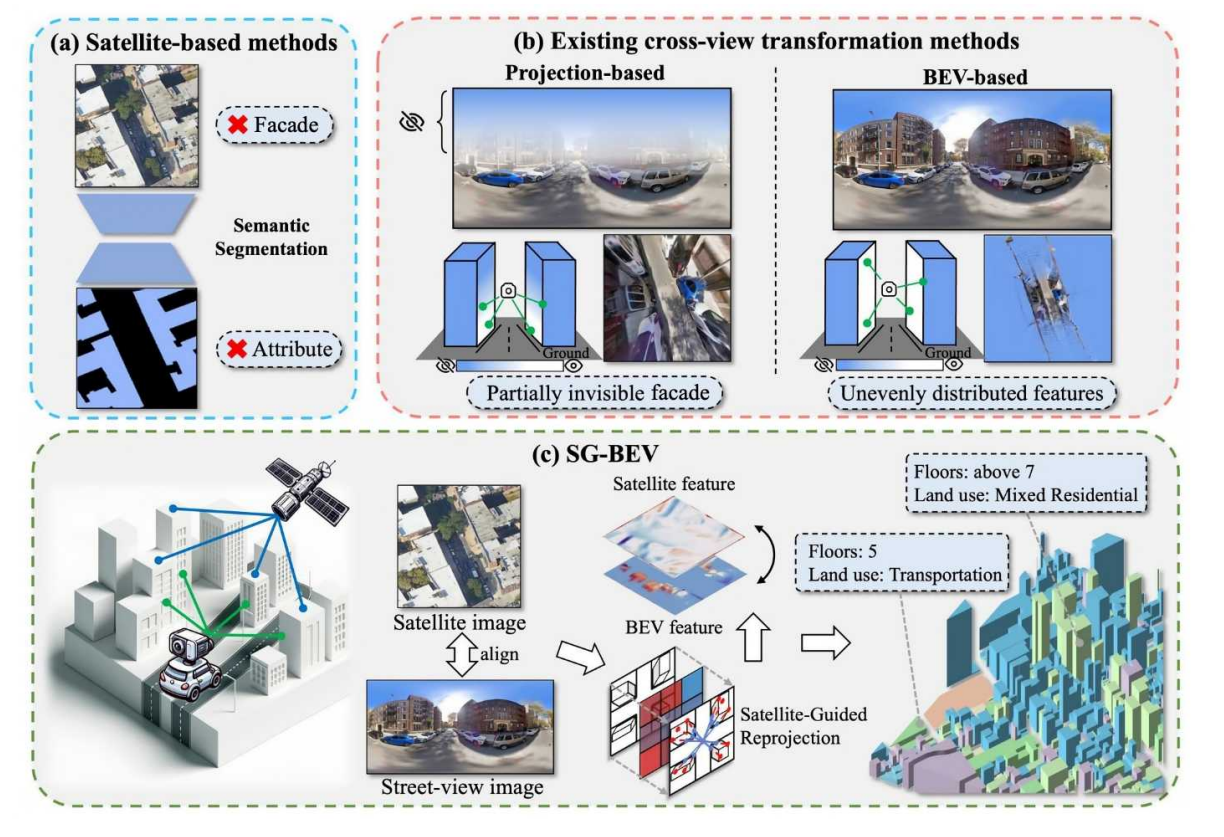 (a) Satellite-based methods
Facade
Semantic
Segmentation
Attribute
(b) Existing cross-view transformation methods
Projection-based
Ground
Partially invisible facade
BEV-based
Ground
Unevenly distributed features
(c) SG-BEV
Satellite image
align
Street-view image
Satellite feature
BEV feature
Satellite-Guided
Reprojection
Floors: above 7
Land use: Mixed Residential
Floors: 5
Land use: Transportation